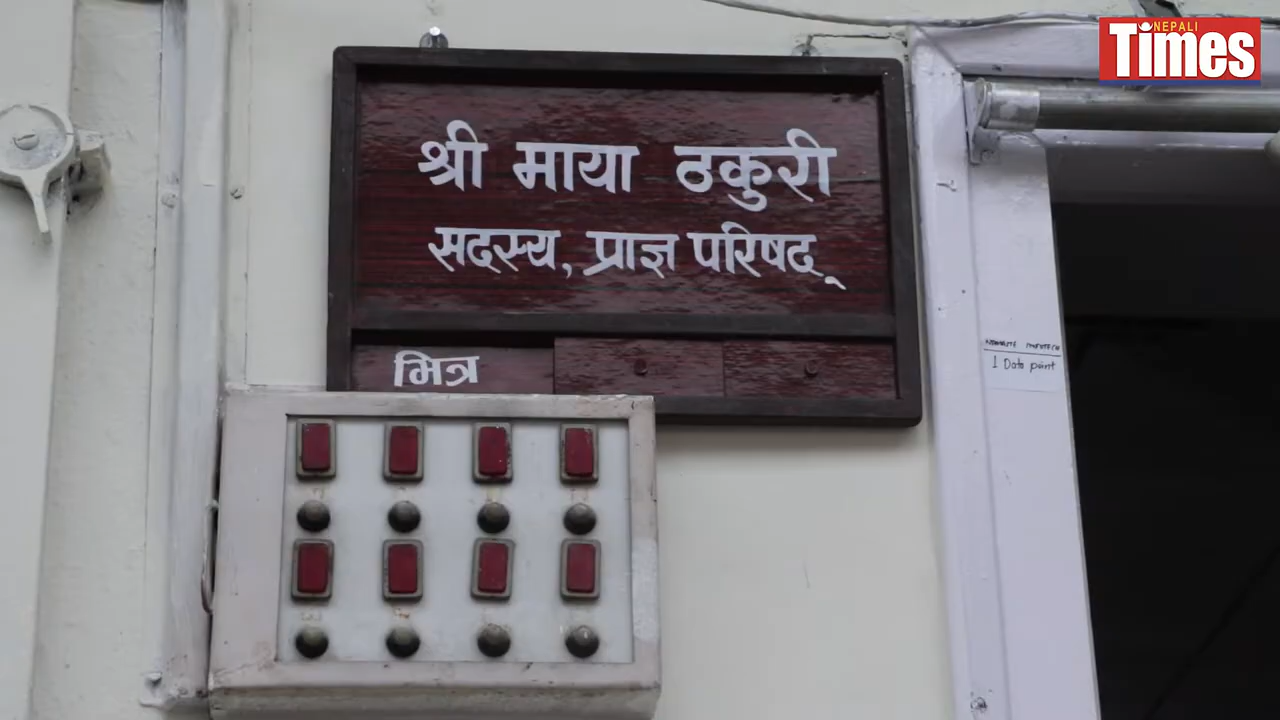 NEPALI
Times
श्री माया ठकुरी
सदस्य, प्राज्ञ परिषद्
भित्र
1 Data point